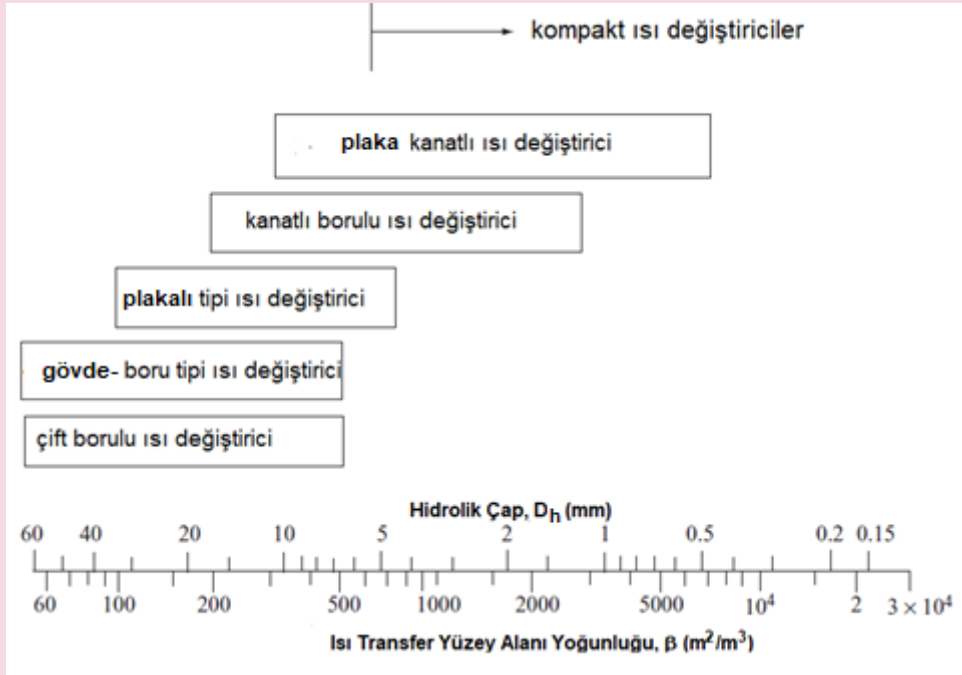 kompakt ısı değiştiriciler
plaka kanatlı ısı değiştirici
kanatlı borulu ısı değiştirici
plakalı tipi ısı değiştirici
gövde- boru tipi ısı değiştirici
çift borulu ısı değiştirici
Hidrolik Çap, Dh (mm)
60 40 20 10 5 2 1 0.5 0.2 0.15
60 100 200 500 1000 2000 5000 10⁴ 2 3 × 10⁴
Isı Transfer Yüzey Alanı Yoğunluğu, β (m²/m³)